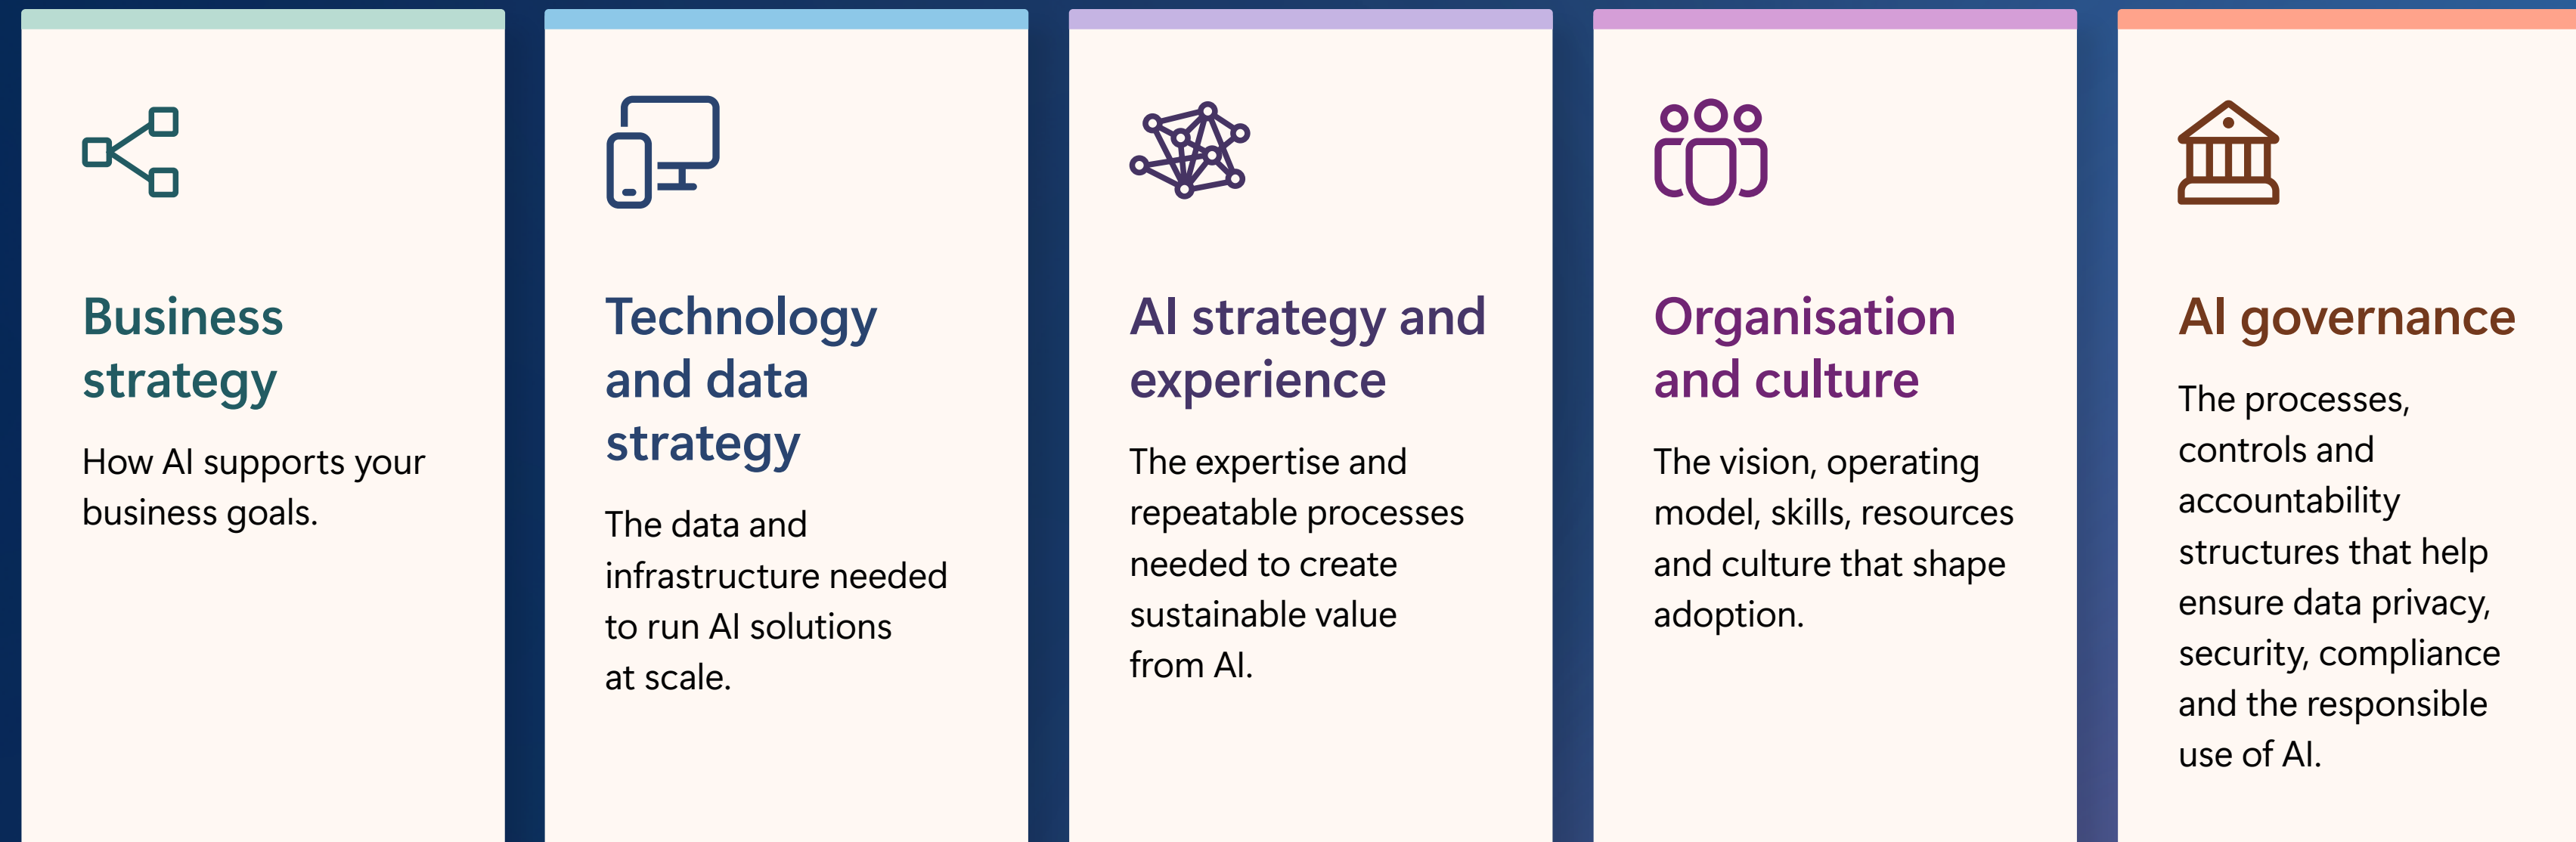 Business
strategy
How AI supports your
business goals.
Technology
and data
strategy
The data and
infrastructure needed
to run AI solutions
at scale.
AI strategy and
experience
The expertise and
repeatable processes
needed to create
sustainable value
from AI.
Organisation
and culture
The vision, operating
model, skills, resources
and culture that shape
adoption.
AI governance
The processes,
controls and
accountability
structures that help
ensure data privacy,
security, compliance
and the responsible
use of AI.